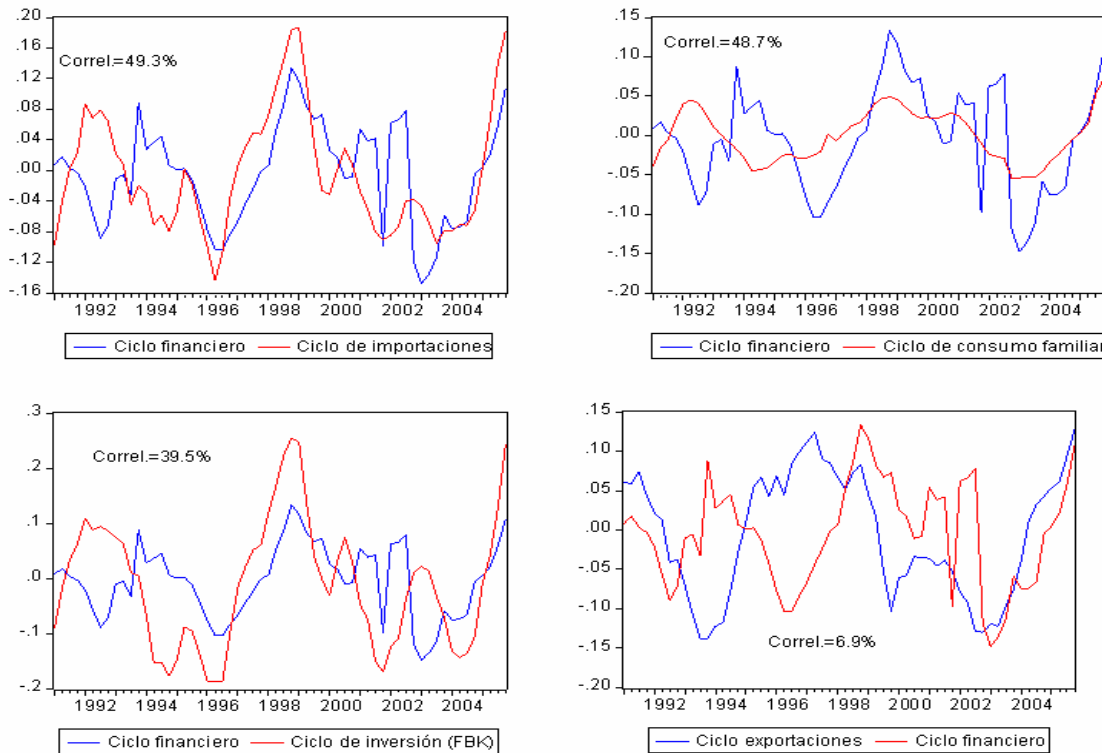 .20
.16
.12
.08
.04
.00
-.04
-.08
-.12
-.16
Correl.=49.3%
1992 1994 1996 1998 2000 2002 2004
Ciclo financiero Ciclo de importaciones
.15
.10
.05
.00
-.05
-.10
-.15
-.20
Correl.=48.7%
1992 1994 1996 1998 2000 2002 2004
Ciclo financiero Ciclo de consumo familiar
.3
.2
.1
.0
-.1
-.2
Correl.=39.5%
1992 1994 1996 1998 2000 2002 2004
Ciclo financiero Ciclo de inversión (FBK)
.15
.10
.05
.00
-.05
-.10
-.15
-.20
Correl.=6.9%
1992 1994 1996 1998 2000 2002 2004
Ciclo exportaciones Ciclo financiero